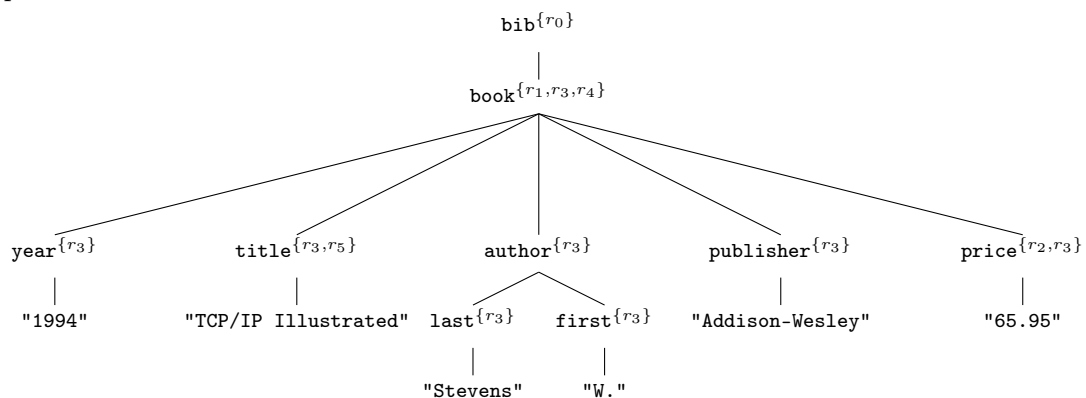 bib{r0}
book{r1,r3,r4}
year{r3} title{r3,r5} author{r3} publisher{r3} price{r2,r3}
"1994" "TCP/IP Illustrated" last{r3} first{r3} "Addison-Wesley" "65.95"
"Stevens" "W."